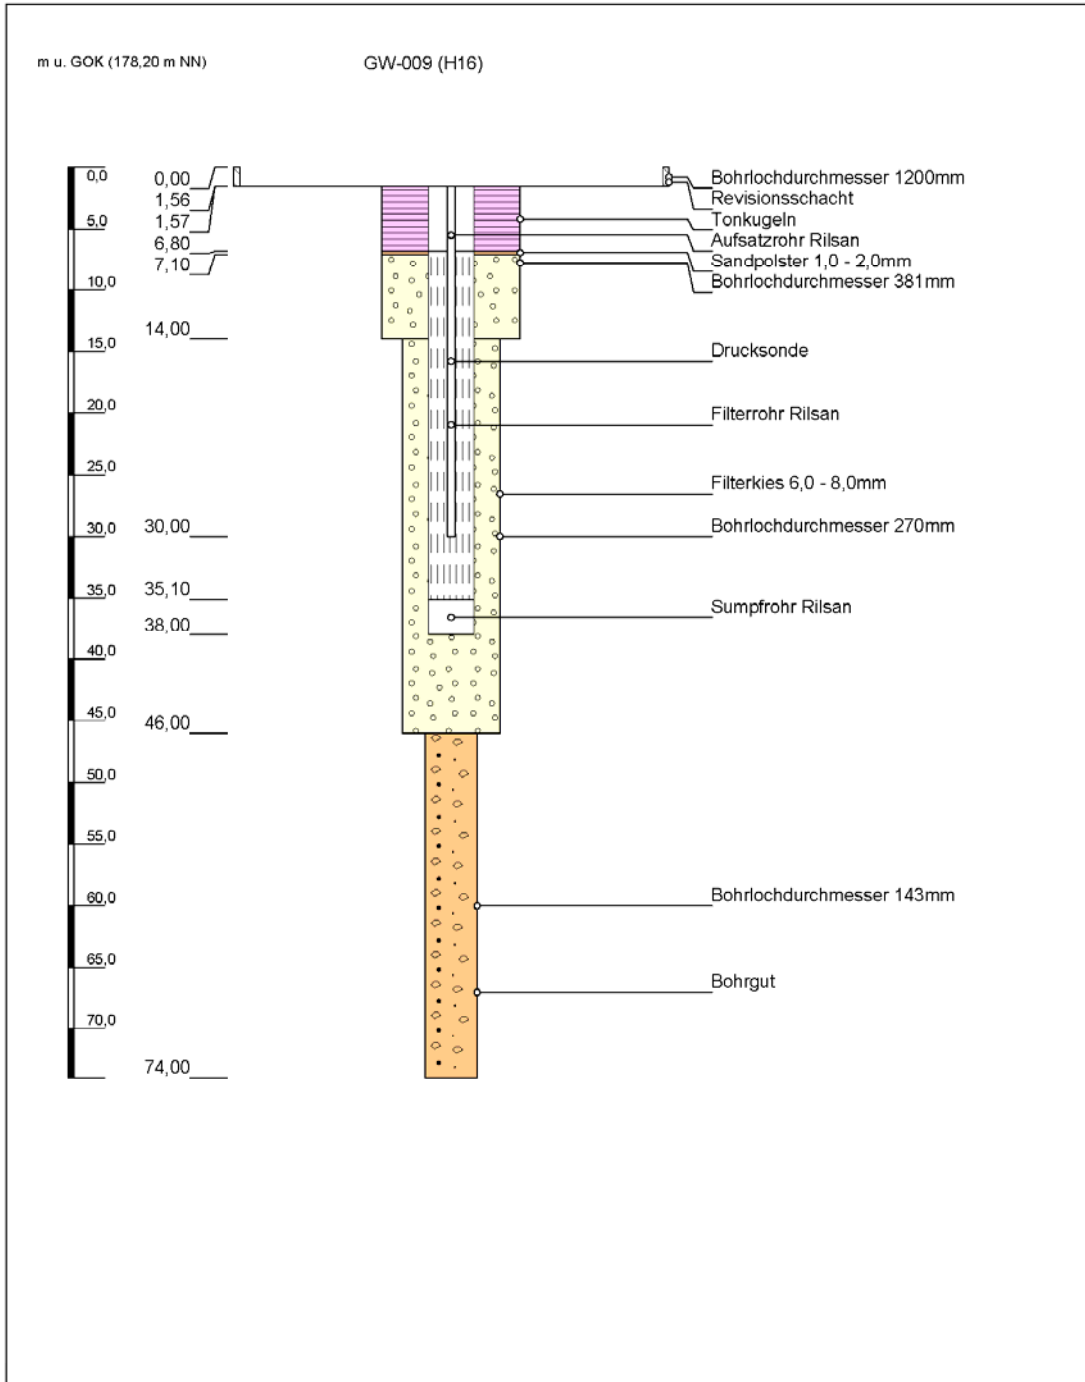 m u. GOK (178,20 m NN)
GW-009 (H16)
0,0
5,0
10,0
15,0
20,0
25,0
30,0
35,0
40,0
45,0
50,0
55,0
60,0
65,0
70,0
0,00
1,56
1,57
6,80
7,10
14,00
30,00
35,10
38,00
46,00
74,00
Bohrlochdurchmesser 1200mm
Revisionsschacht
Tonkugeln
Aufsatzrohr Rilsan
Sandpolster 1,0 - 2,0mm
Bohrlochdurchmesser 381mm
Drucksonde
Filterrohr Rilsan
Filterkies 6,0 - 8,0mm
Bohrlochdurchmesser 270mm
Sumpfrohr Rilsan
Bohrlochdurchmesser 143mm
Bohrgut